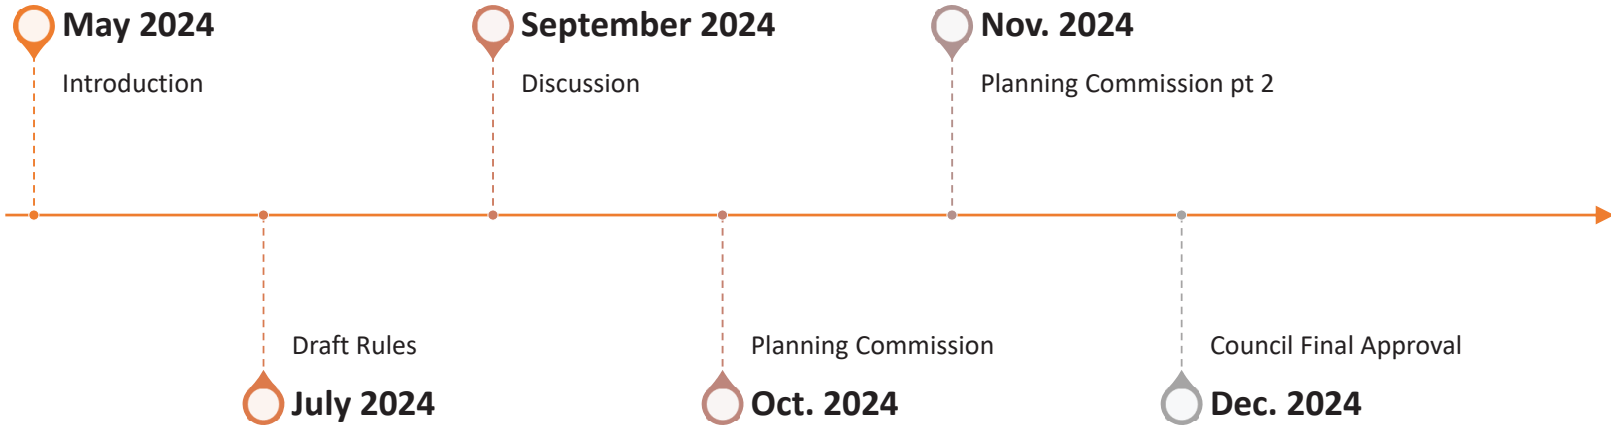 May 2024
Introduction
September 2024
Discussion
Nov. 2024
Planning Commission pt 2
Draft Rules
July 2024
Planning Commission
Oct. 2024
Council Final Approval
Dec. 2024